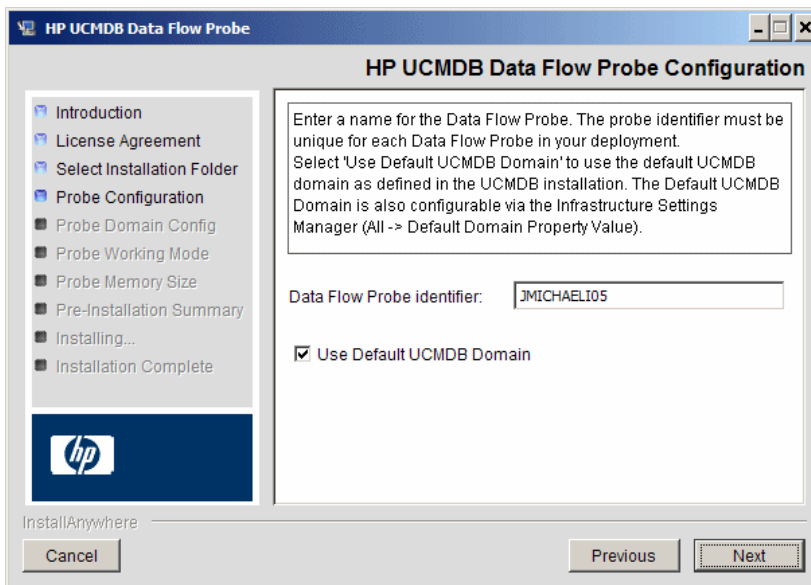 HP UCMDB Data Flow Probe
HP UCMDB Data Flow Probe Configuration
Introduction
License Agreement
Select Installation Folder
Probe Configuration
Probe Domain Config
Probe Working Mode
Probe Memory Size
Pre-Installation Summary
Installing...
Installation Complete
hp
Enter a name for the Data Flow Probe. The probe identifier must be
unique for each Data Flow Probe in your deployment.
Select 'Use Default UCMDB Domain' to use the default UCMDB
domain as defined in the UCMDB installation. The Default UCMDB
Domain is also configurable via the Infrastructure Settings
Manager (All -> Default Domain Property Value).
Data Flow Probe identifier: JMICHAELI05
Use Default UCMDB Domain
InstallAnywhere
Cancel Previous Next